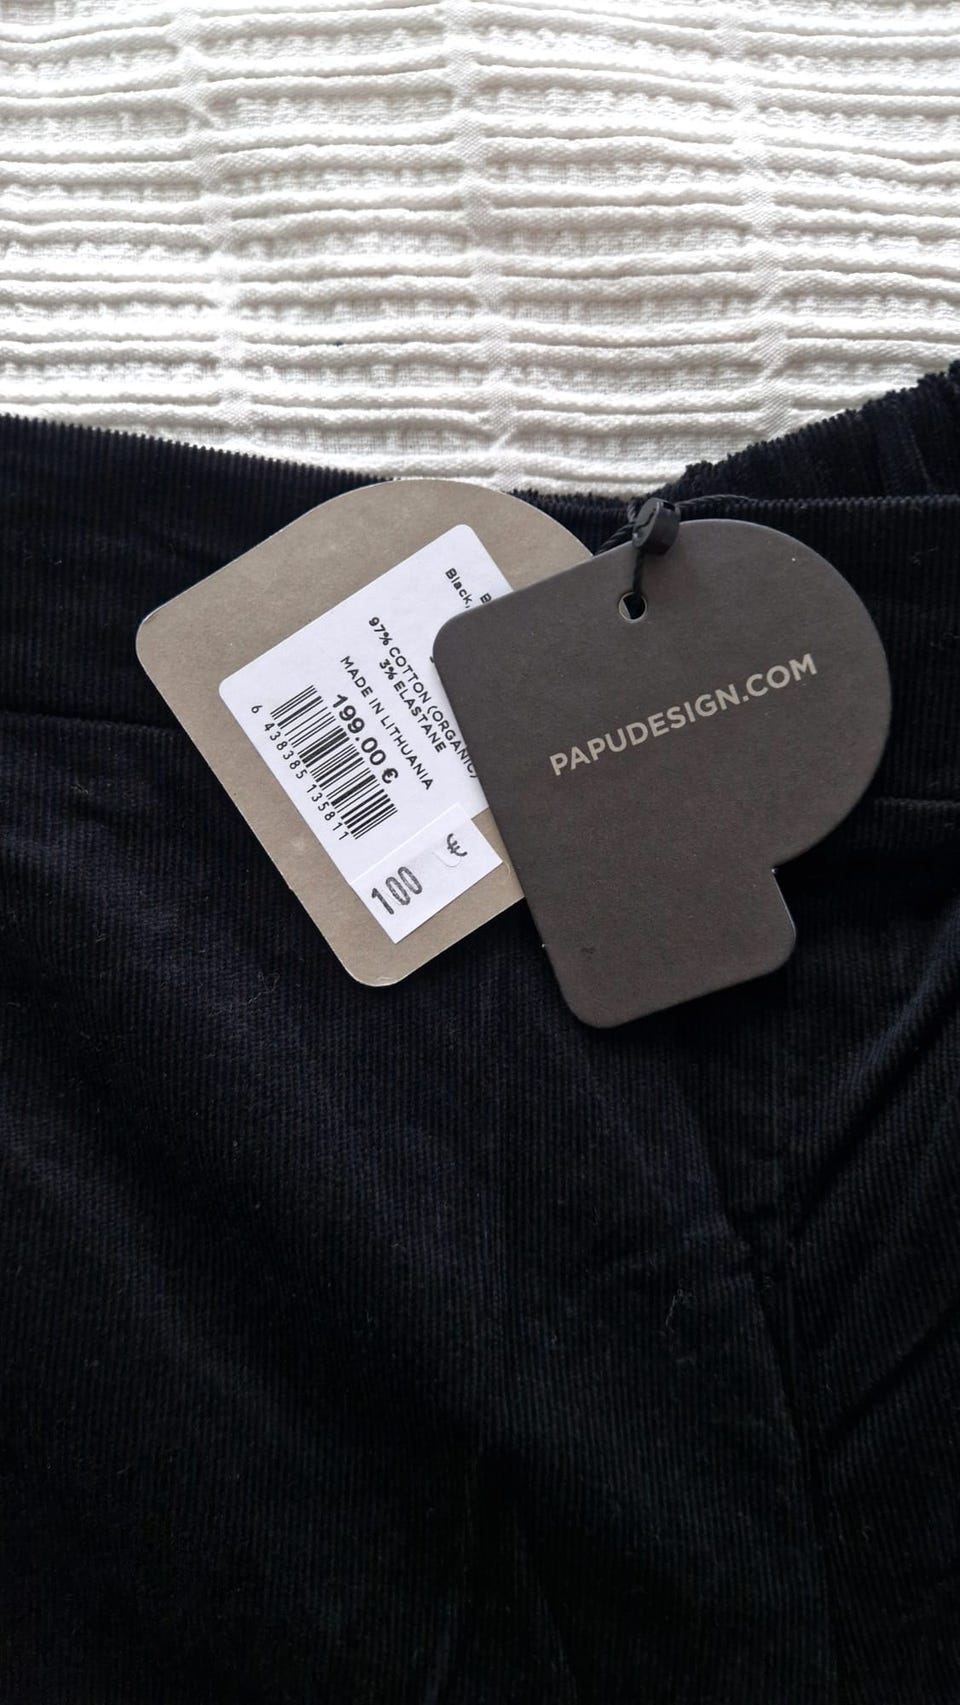 Black,
97% COTTON (ORGANIC)
3% ELASTANE
MADE IN LITHUANIA
199.00 €
6 438385 135811
100 €
PAPUDESIGN.COM